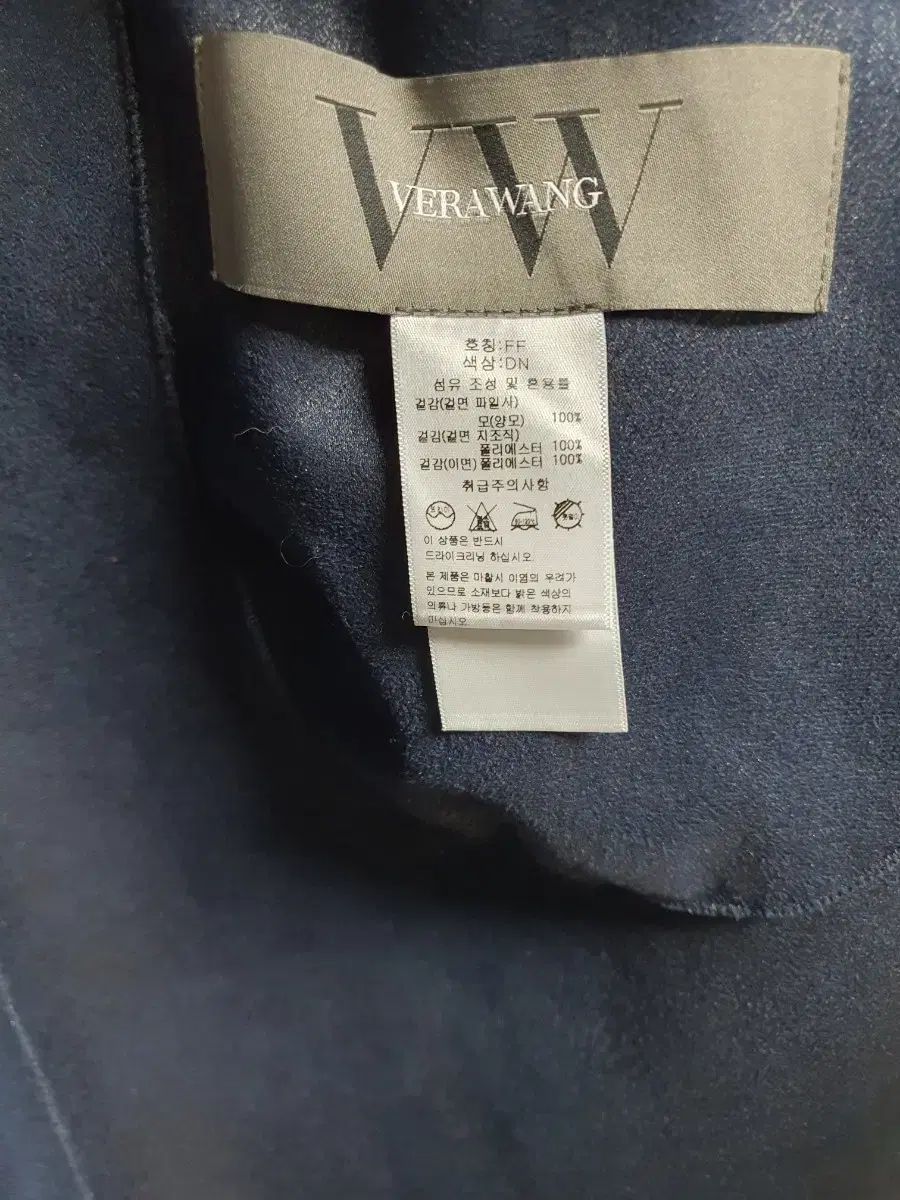 VW
VERAWANG
호칭:FF
색상:DN
섬유 조성 및 혼용률
겉감(겉면 파일사)
모(양모) 100%
겉감(겉면 지조직)
폴리에스터 100%
겉감(이면) 폴리에스터 100%
취급주의사항
이 상품은 반드시
드라이크리닝 하십시오.
본 제품은 마찰시 이염의 우려가
있으므로 소재보다 밝은 색상의
의류나 가방등은 함께 착용하지
마십시오